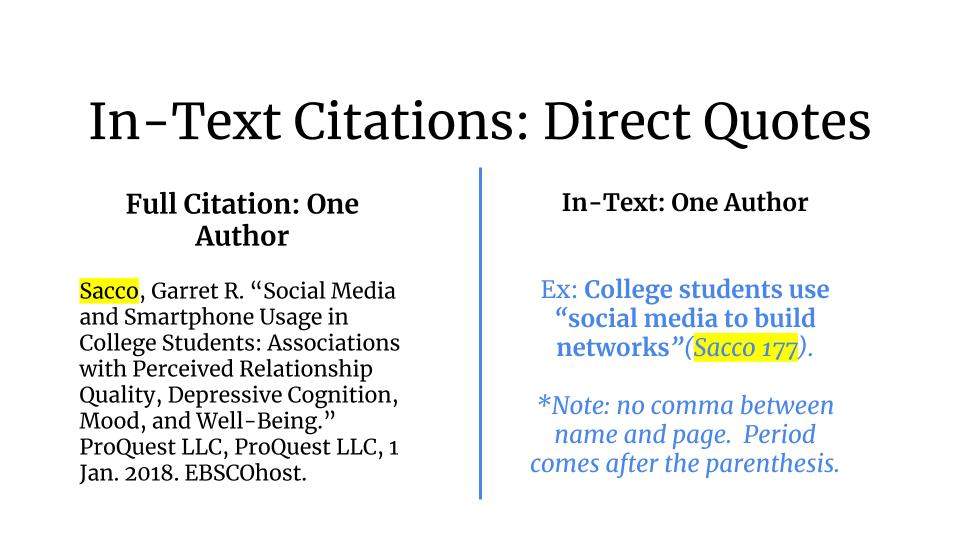 In-Text Citations: Direct Quotes
Full Citation: One
Author
Sacco, Garret R. “Social Media
and Smartphone Usage in
College Students: Associations
with Perceived Relationship
Quality, Depressive Cognition,
Mood, and Well-Being.”
ProQuest LLC, ProQuest LLC, 1
Jan. 2018. EBSCOhost.
In-Text: One Author
Ex: College students use
“social media to build
networks”(Sacco 177).
*Note: no comma between
name and page.  Period
comes after the parenthesis.